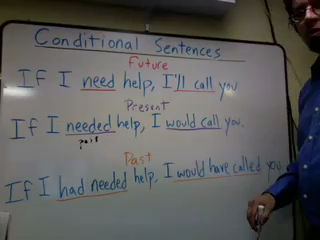 Conditional Sentences
Future
If I need help, I'll call you
Present
If I needed help, I would call you.
past
Past
If I had needed help, I would have called you.